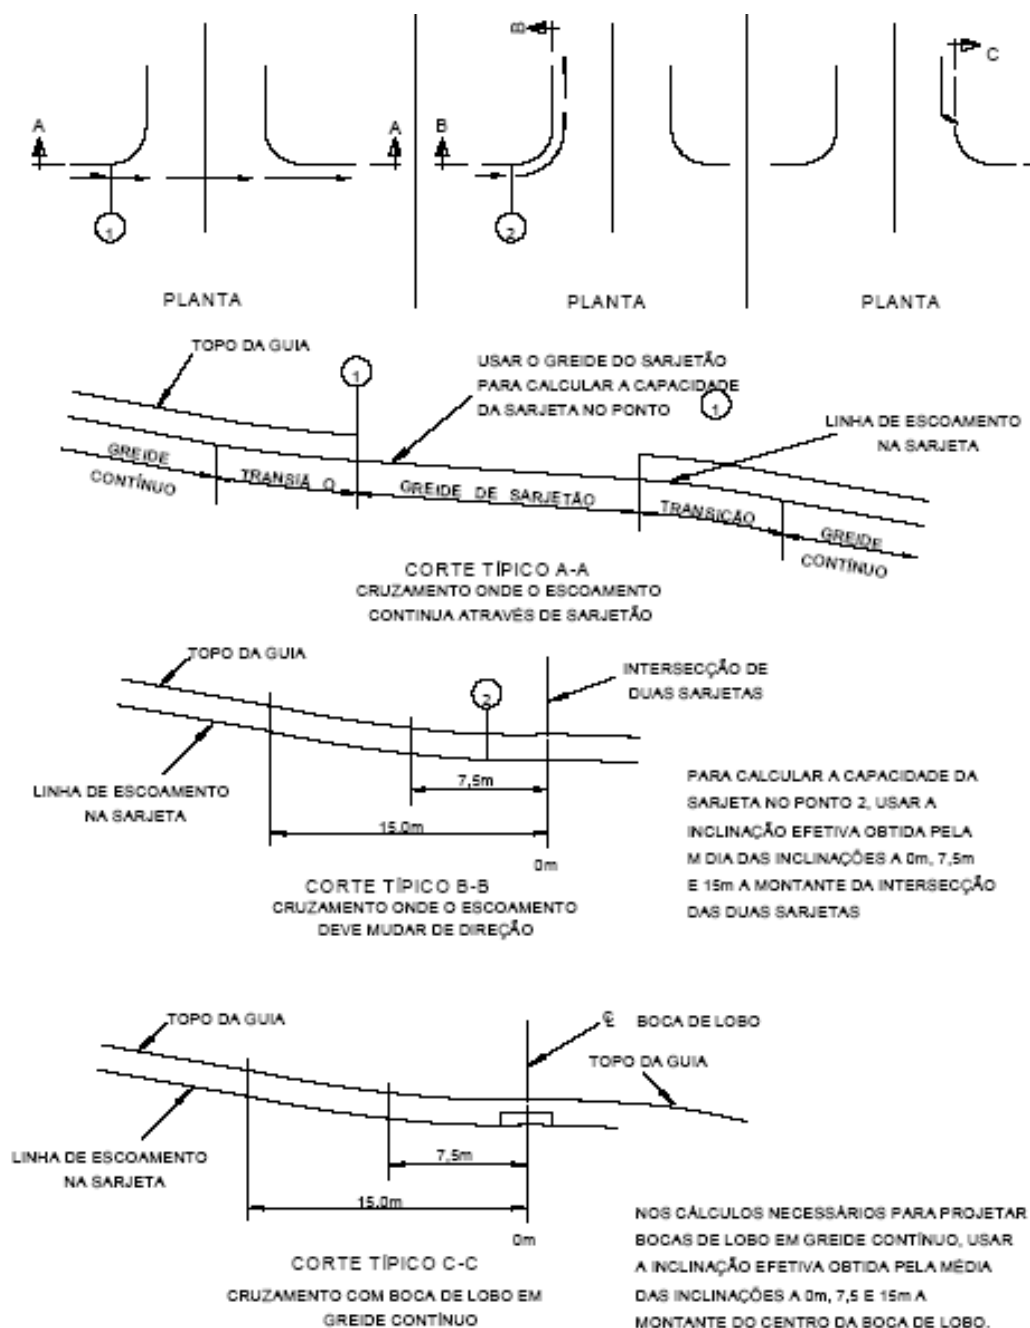 B
C
A
A
B
1
2
PLANTA
PLANTA
PLANTA
TOPO DA GUIA
1
USAR O GREIDE DO SARJETÃO
PARA CALCULAR A CAPACIDADE
DA SARJETA NO PONTO 1
LINHA DE ESCOAMENTO
NA SARJETA
GREIDE
CONTÍNUO
TRANSIÃ O
GREIDE DE SARJETÃO
TRANSIÇÃO
GREIDE
CONTÍNUO
CORTE TÍPICO A-A
CRUZAMENTO ONDE O ESCOAMENTO
CONTINUA ATRAVÉS DE SARJETÃO
TOPO DA GUIA
2
INTERSECÇÃO DE
DUAS SARJETAS
LINHA DE ESCOAMENTO
NA SARJETA
7,5m
15.0m
0m
CORTE TÍPICO B-B
CRUZAMENTO ONDE O ESCOAMENTO
DEVE MUDAR DE DIREÇÃO
PARA CALCULAR A CAPACIDADE DA
SARJETA NO PONTO 2, USAR A
INCLINAÇÃO EFETIVA OBTIDA PELA
M DIA DAS INCLINAÇÕES A 0m, 7,5m
E 15m A MONTANTE DA INTERSECÇÃO
DAS DUAS SARJETAS
TOPO DA GUIA
℄ BOCA DE LOBO
TOPO DA GUIA
LINHA DE ESCOAMENTO
NA SARJETA
7,5m
15.0m
0m
CORTE TÍPICO C-C
CRUZAMENTO COM BOCA DE LOBO EM
GREIDE CONTÍNUO
NOS CÁLCULOS NECESSÁRIOS PARA PROJETAR
BOCAS DE LOBO EM GREIDE CONTÍNUO, USAR
A INCLINAÇÃO EFETIVA OBTIDA PELA MÉDIA
DAS INCLINAÇÕES A 0m, 7,5 E 15m A
MONTANTE DO CENTRO DA BOCA DE LOBO.